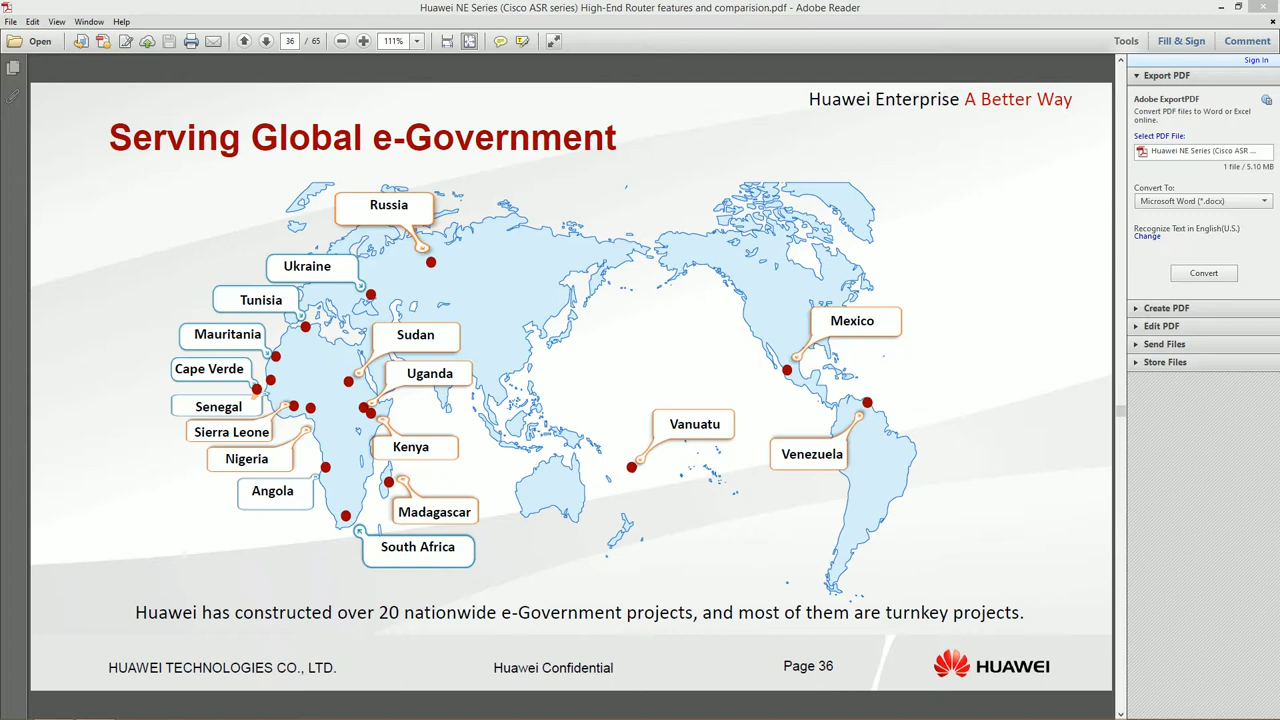 Huawei NE Series (Cisco ASR series) High-End Router features and comparision.pdf - Adobe Reader
File Edit View Window Help
Open 36 / 65 111% Tools Fill & Sign Comment
Sign In
Export PDF
Adobe ExportPDF
Convert PDF files to Word or Excel
online.
Select PDF File:
Huawei NE Series (Cisco ASR ...
1 file / 5.10 MB
Convert To:
Microsoft Word (*.docx)
Recognize Text in English(U.S.)
Change
Convert
Create PDF
Edit PDF
Send Files
Store Files
Huawei Enterprise A Better Way
Serving Global e-Government
Russia
Ukraine
Tunisia
Mauritania
Cape Verde
Senegal
Sierra Leone
Nigeria
Angola
Sudan
Uganda
Kenya
Madagascar
South Africa
Vanuatu
Mexico
Venezuela
Huawei has constructed over 20 nationwide e-Government projects, and most of them are turnkey projects.
HUAWEI TECHNOLOGIES CO., LTD.
Huawei Confidential
Page 36
HUAWEI